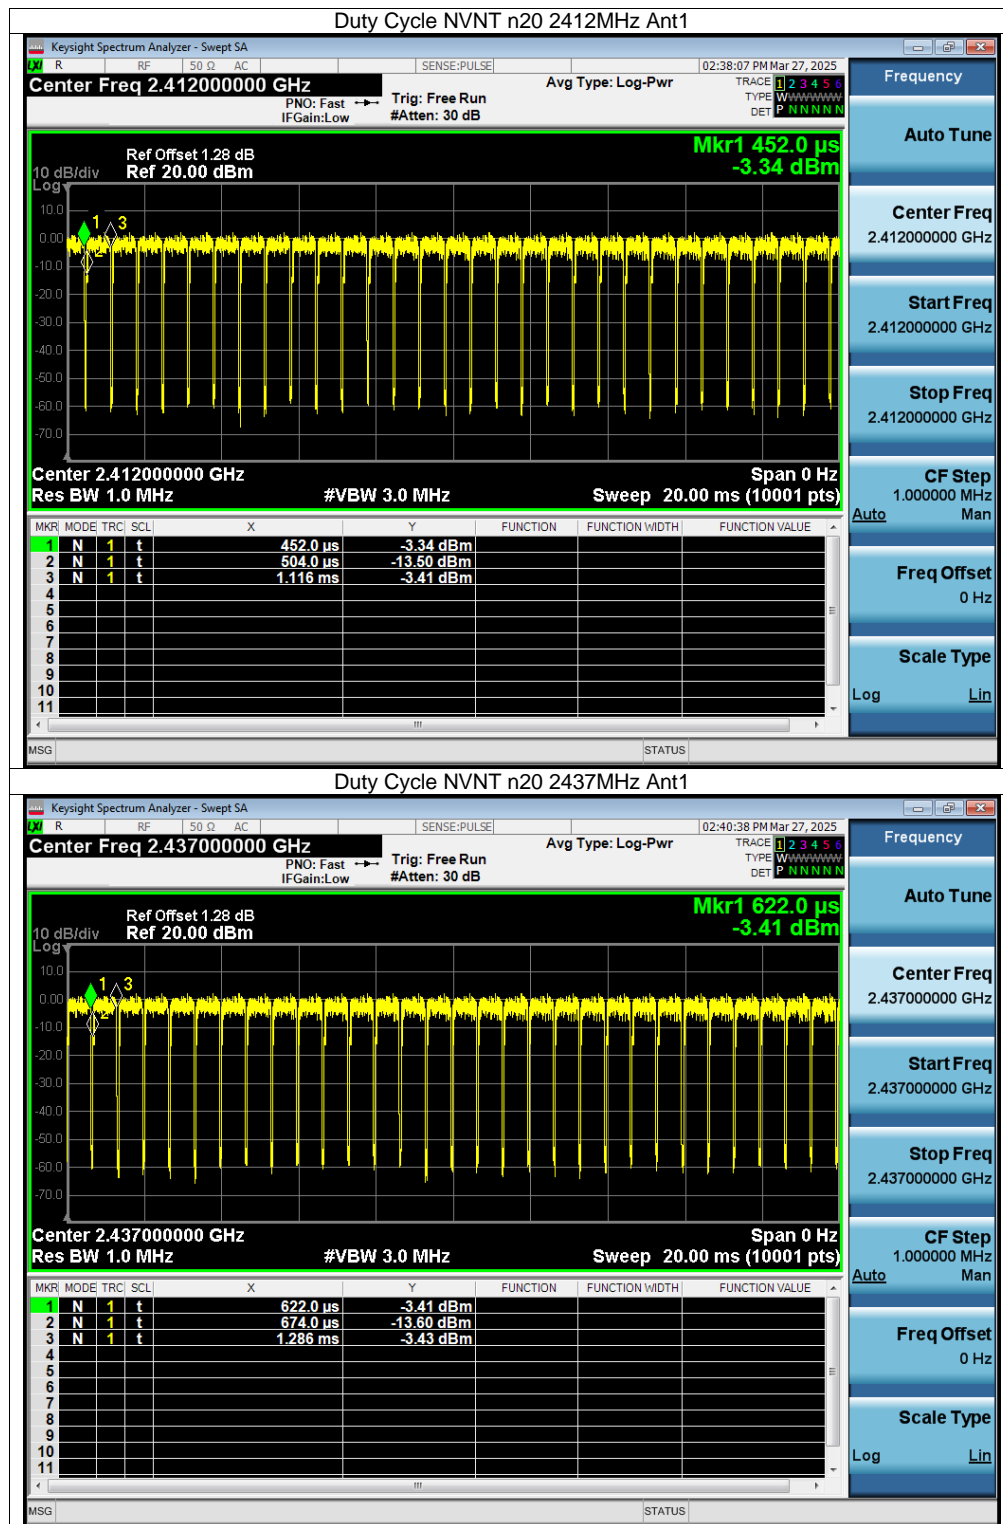 Duty Cycle NVNT n20 2412MHz Ant1
Keysight Spectrum Analyzer - Swept SA
LXI R RF 50 Ω AC SENSE:PULSE 02:38:07 PM Mar 27, 2025
Center Freq 2.412000000 GHz Avg Type: Log-Pwr TRACE 1 2 3 4 5 6
PNO: Fast Trig: Free Run TYPE WWWWWWW
IFGain:Low #Atten: 30 dB DET P N N N N N
Frequency
Auto Tune
Center Freq
2.412000000 GHz
Start Freq
2.412000000 GHz
Stop Freq
2.412000000 GHz
CF Step
1.000000 MHz
Auto Man
Freq Offset
0 Hz
Scale Type
Log Lin
Mkr1 452.0 µs
-3.34 dBm
Ref Offset 1.28 dB
10 dB/div Ref 20.00 dBm
Log
10.0
0.00
-10.0
-20.0
-30.0
-40.0
-50.0
-60.0
-70.0
1 3
2
Center 2.412000000 GHz Span 0 Hz
Res BW 1.0 MHz #VBW 3.0 MHz Sweep 20.00 ms (10001 pts)
MKR MODE TRC SCL X Y FUNCTION FUNCTION WIDTH FUNCTION VALUE
1 N 1 t 452.0 µs -3.34 dBm
2 N 1 t 504.0 µs -13.50 dBm
3 N 1 t 1.116 ms -3.41 dBm
4
5
6
7
8
9
10
11
MSG STATUS
Duty Cycle NVNT n20 2437MHz Ant1
Keysight Spectrum Analyzer - Swept SA
LXI R RF 50 Ω AC SENSE:PULSE 02:40:38 PM Mar 27, 2025
Center Freq 2.437000000 GHz Avg Type: Log-Pwr TRACE 1 2 3 4 5 6
PNO: Fast Trig: Free Run TYPE WWWWWWW
IFGain:Low #Atten: 30 dB DET P N N N N N
Frequency
Auto Tune
Center Freq
2.437000000 GHz
Start Freq
2.437000000 GHz
Stop Freq
2.437000000 GHz
CF Step
1.000000 MHz
Auto Man
Freq Offset
0 Hz
Scale Type
Log Lin
Mkr1 622.0 µs
-3.41 dBm
Ref Offset 1.28 dB
10 dB/div Ref 20.00 dBm
Log
10.0
0.00
-10.0
-20.0
-30.0
-40.0
-50.0
-60.0
-70.0
1 3
2
Center 2.437000000 GHz Span 0 Hz
Res BW 1.0 MHz #VBW 3.0 MHz Sweep 20.00 ms (10001 pts)
MKR MODE TRC SCL X Y FUNCTION FUNCTION WIDTH FUNCTION VALUE
1 N 1 t 622.0 µs -3.41 dBm
2 N 1 t 674.0 µs -13.60 dBm
3 N 1 t 1.286 ms -3.43 dBm
4
5
6
7
8
9
10
11
MSG STATUS